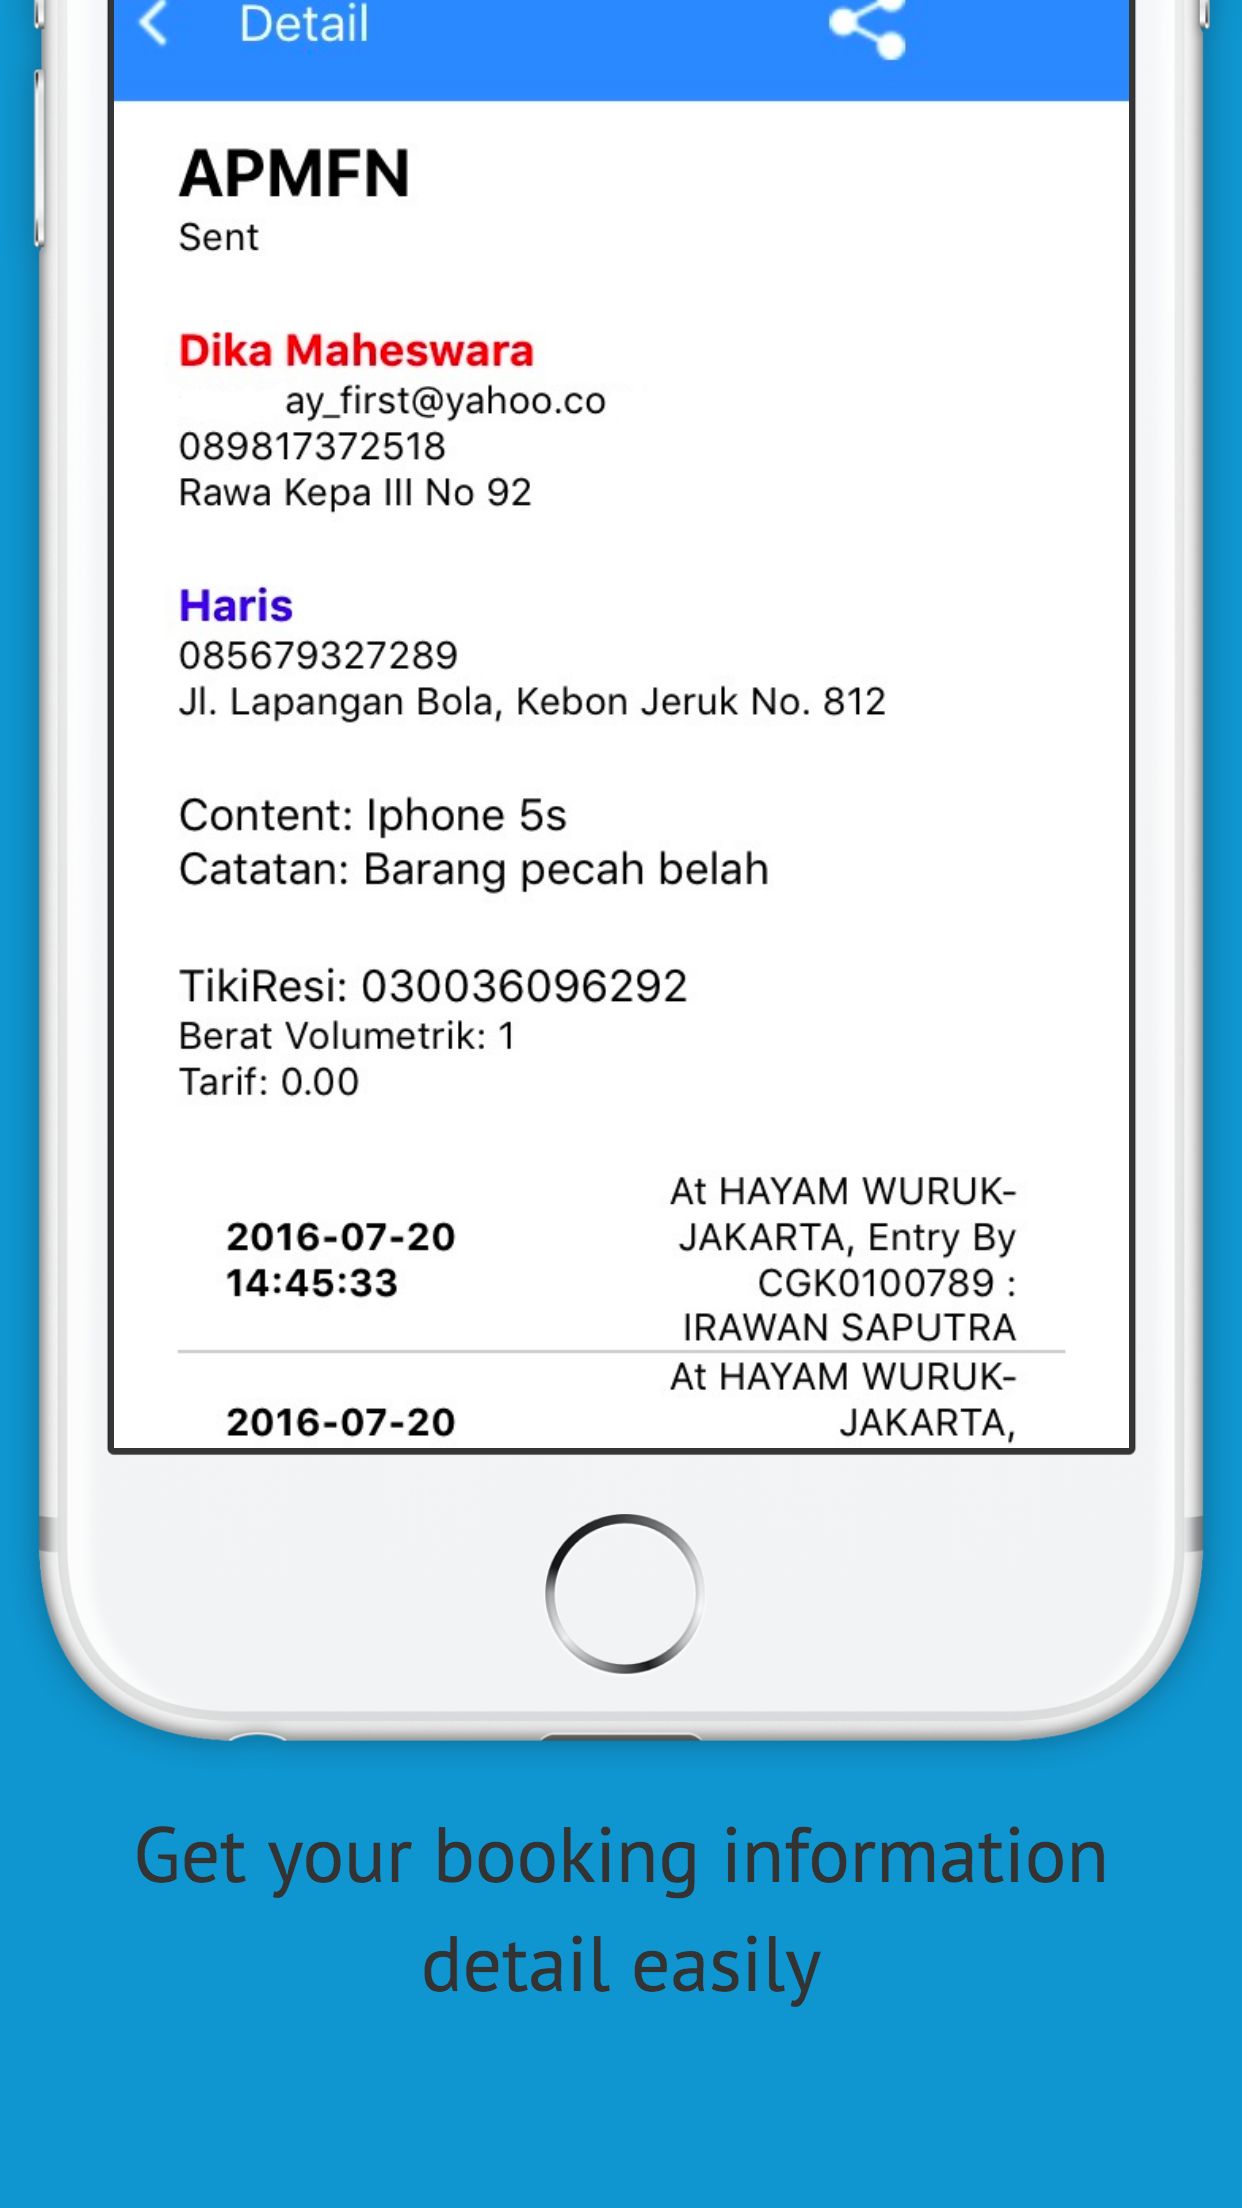 Detail
APMFN
Sent
Dika Maheswara
ay_first@yahoo.co
089817372518
Rawa Kepa III No 92
Haris
085679327289
Jl. Lapangan Bola, Kebon Jeruk No. 812
Content: Iphone 5s
Catatan: Barang pecah belah
TikiResi: 030036096292
Berat Volumetrik: 1
Tarif: 0.00
2016-07-20
14:45:33
At HAYAM WURUK-
JAKARTA, Entry By
CGK0100789 :
IRAWAN SAPUTRA
2016-07-20
At HAYAM WURUK-
JAKARTA,
Get your booking information
detail easily